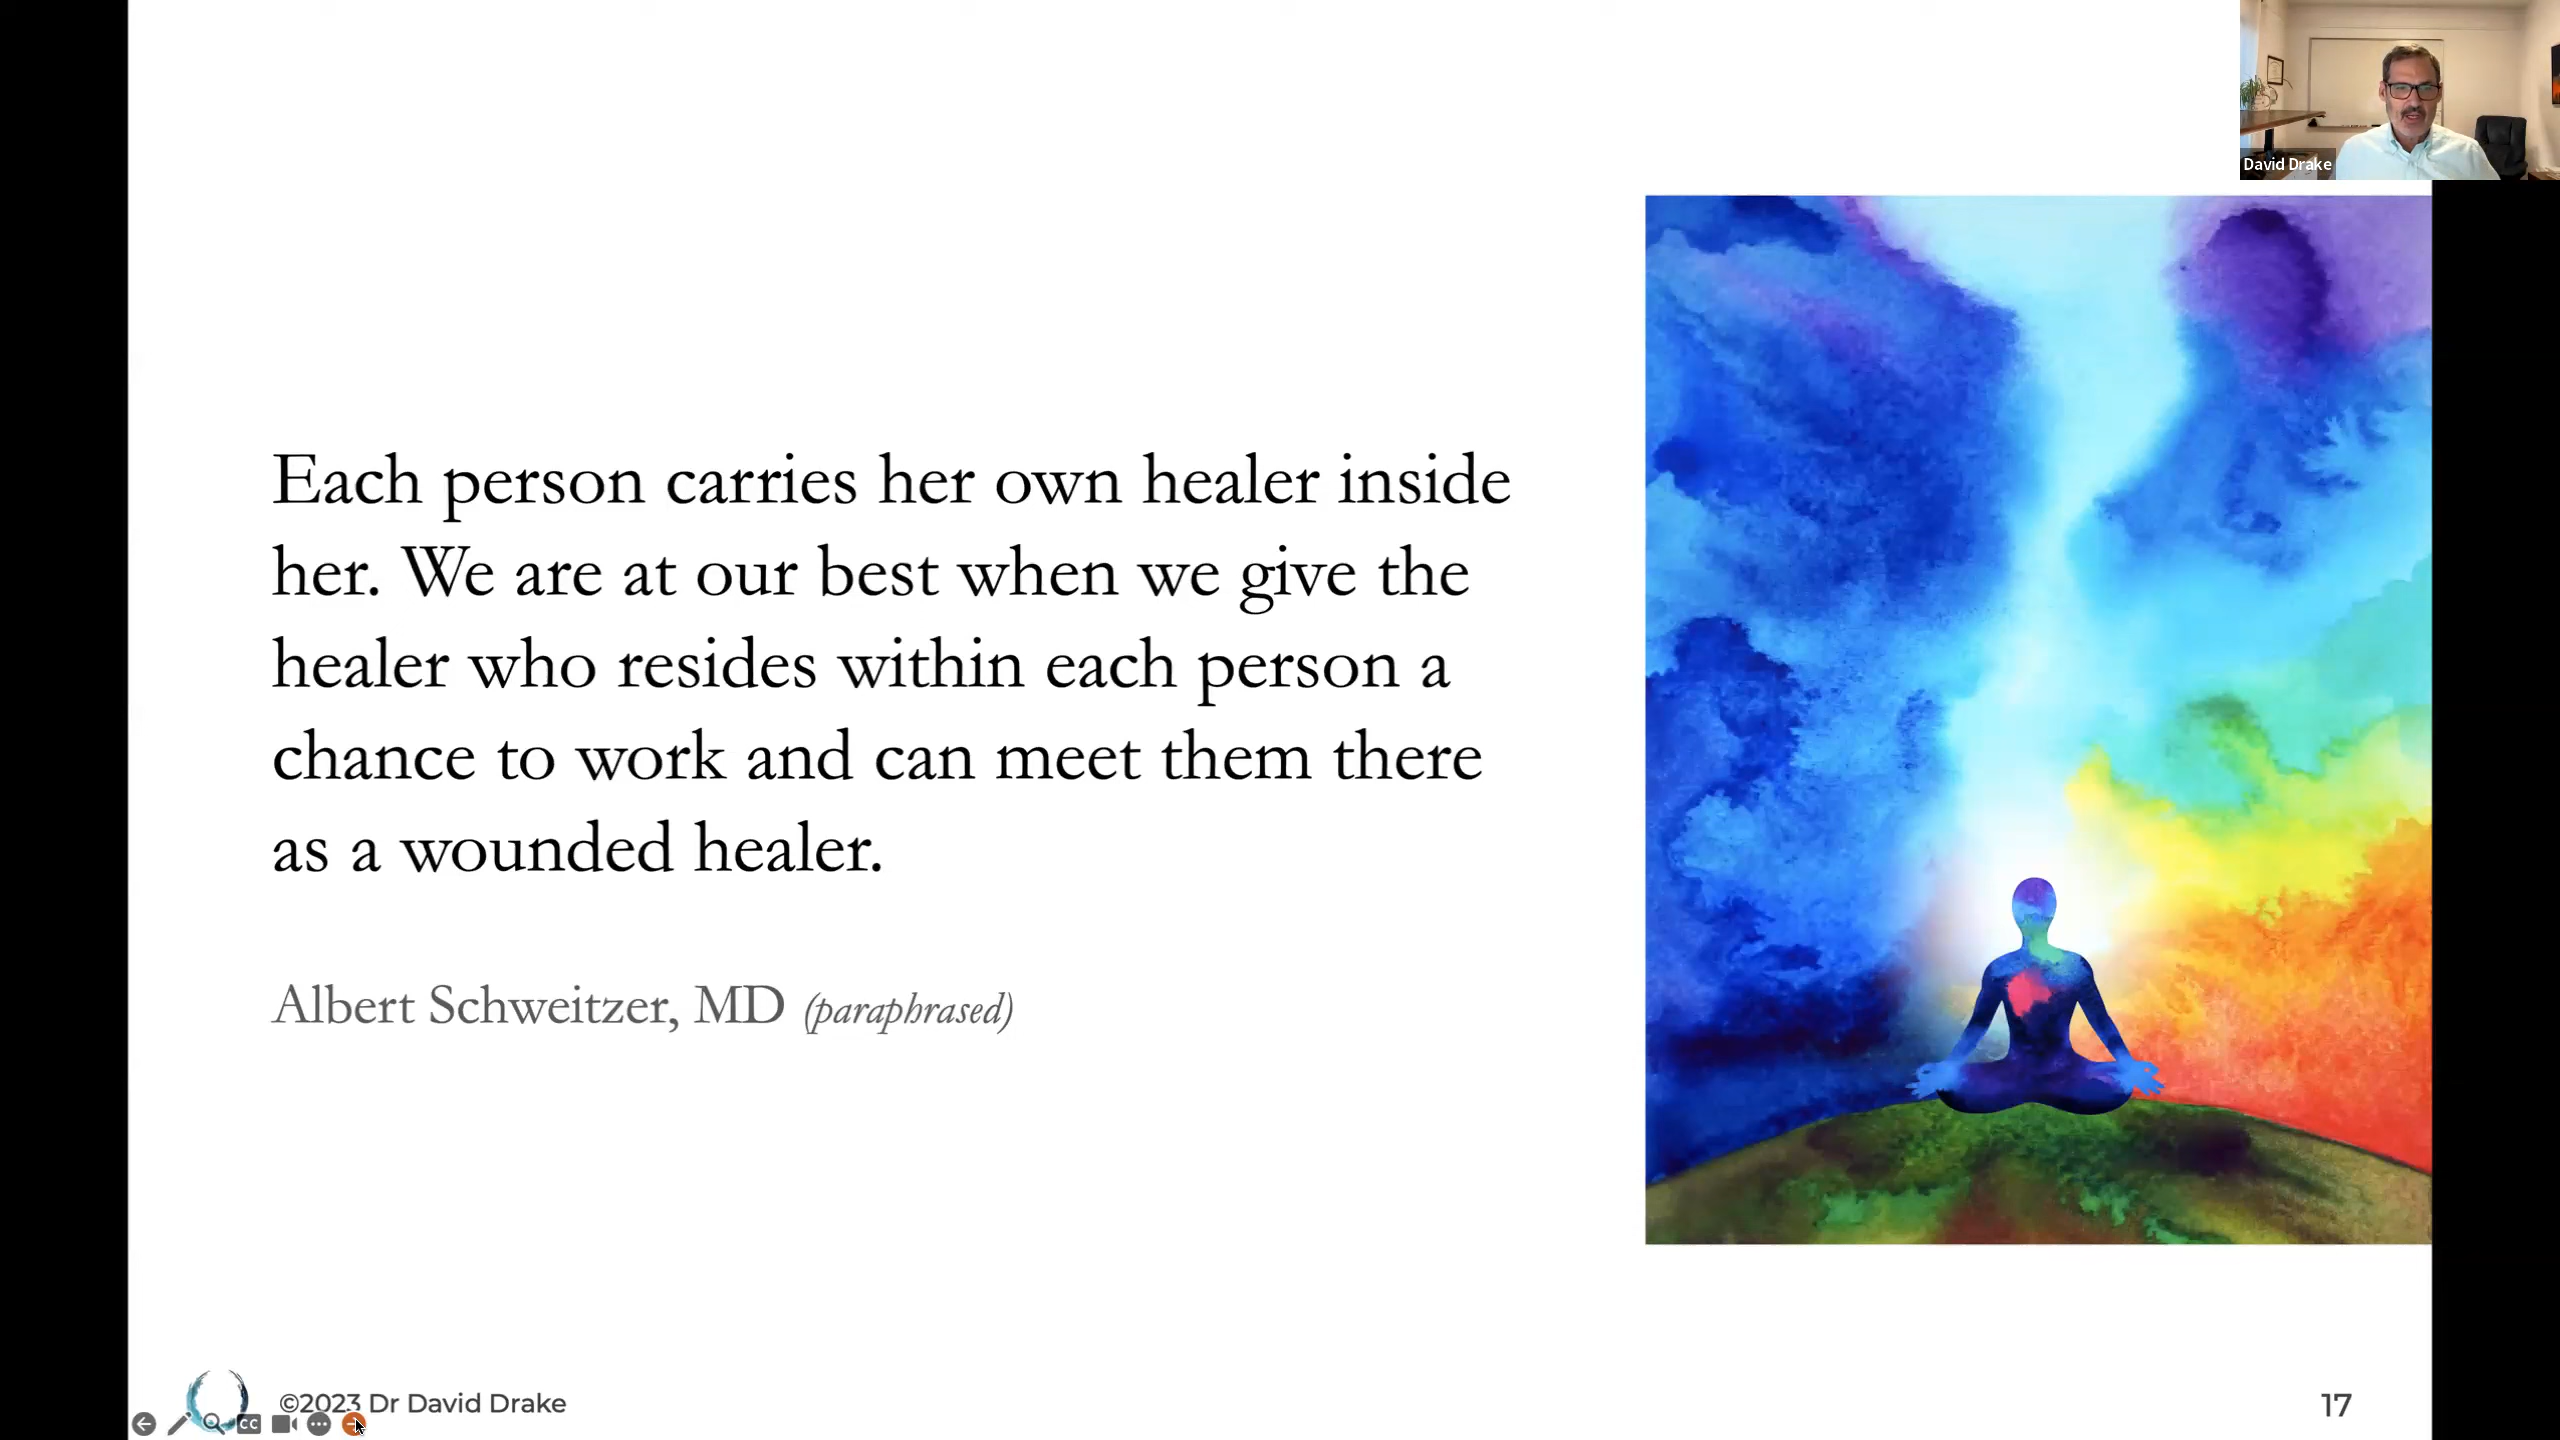 David Drake
Each person carries her own healer inside
her. We are at our best when we give the
healer who resides within each person a
chance to work and can meet them there
as a wounded healer.
Albert Schweitzer, MD (paraphrased)
©2023 Dr David Drake
CC
17